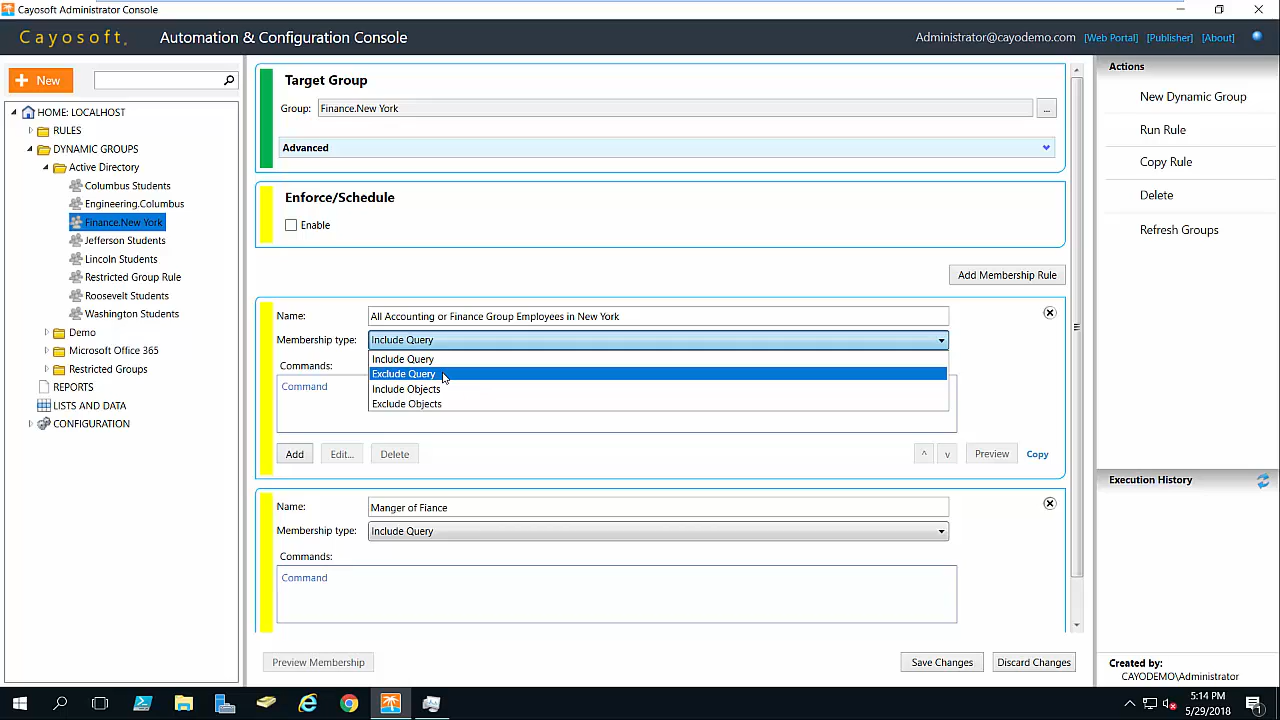 Cayosoft Administrator Console
Cayosoft. Automation & Configuration Console Administrator@cayodemo.com [Web Portal] [Publisher] [About]
New
HOME: LOCALHOST
RULES
DYNAMIC GROUPS
Active Directory
Columbus Students
Engineering.Columbus
Finance.New York
Jefferson Students
Lincoln Students
Restricted Group Rule
Roosevelt Students
Washington Students
Demo
Microsoft Office 365
Restricted Groups
REPORTS
LISTS AND DATA
CONFIGURATION
Target Group
Group: Finance.New York ...
Advanced
Enforce/Schedule
Enable
Add Membership Rule
Name: All Accounting or Finance Group Employees in New York
Membership type: Include Query
Include Query
Exclude Query
Include Objects
Exclude Objects
Commands:
Command
Add Edit... Delete ^ v Preview Copy
Name: Manger of Fiance
Membership type: Include Query
Commands:
Command
Preview Membership Save Changes Discard Changes
Actions
New Dynamic Group
Run Rule
Copy Rule
Delete
Refresh Groups
Execution History
Created by:
CAYODEMO\Administrator
5:14 PM
5/29/2018
1